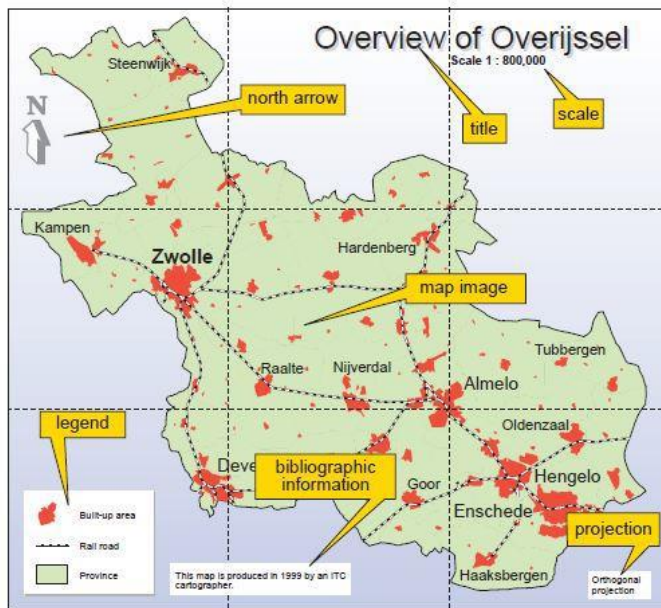 Overview of Overijssel
Scale 1 : 800,000
Steenwijk
north arrow
N
title
scale
Kampen
Zwolle
Hardenberg
map image
Raalte
Nijverdal
Tubbergen
Almelo
legend
Oldenzaal
Deve
bibliographic
information
Goor
Hengelo
Enschede
projection
Built-up area
Rail road
Province
This map is produced in 1999 by an ITC
cartographer.
Haaksbergen
Orthogonal
projection